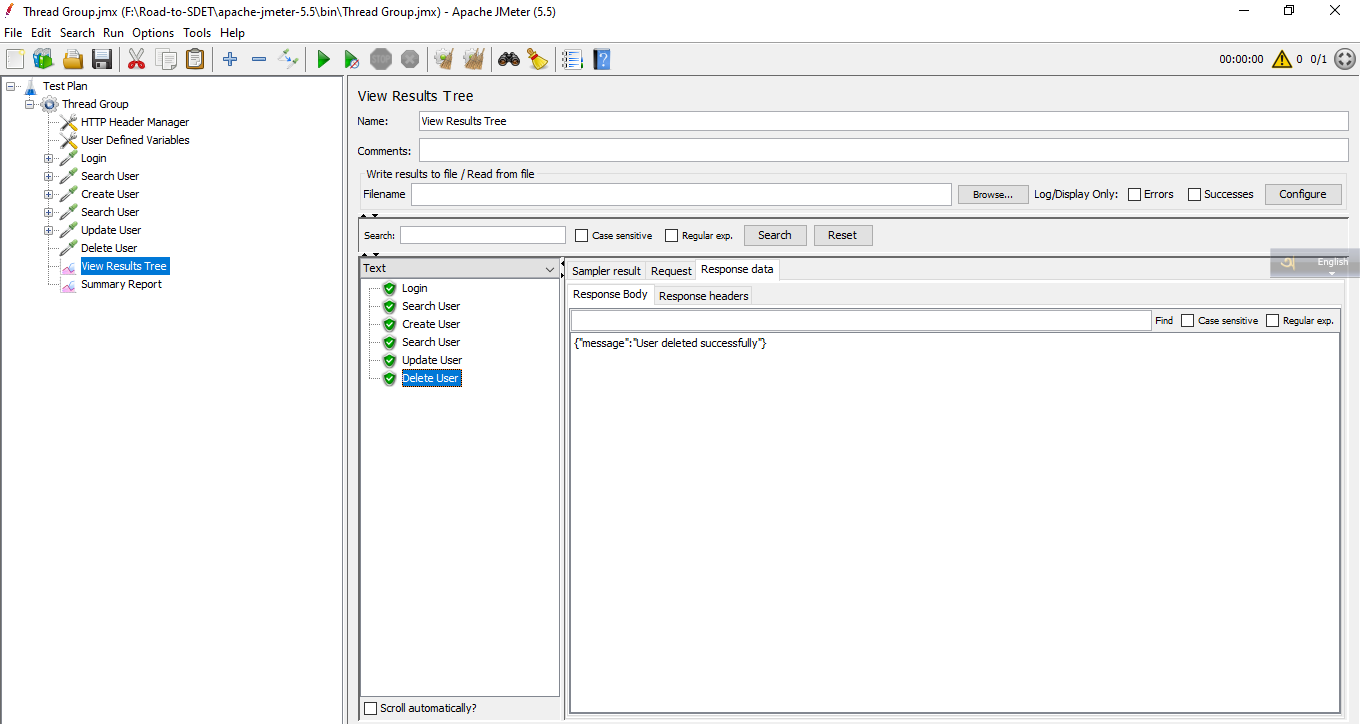 Thread Group.jmx (F:\Road-to-SDET\apache-jmeter-5.5\bin\Thread Group.jmx) - Apache JMeter (5.5)
File Edit Search Run Options Tools Help
STOP
00:00:00 0 0/1
Test Plan
Thread Group
HTTP Header Manager
User Defined Variables
Login
Search User
Create User
Search User
Update User
Delete User
View Results Tree
Summary Report
View Results Tree
Name: View Results Tree
Comments:
Write results to file / Read from file
Filename Browse... Log/Display Only: Errors Successes Configure
Search: Case sensitive Regular exp. Search Reset
অ English
Text
Login
Search User
Create User
Search User
Update User
Delete User
Scroll automatically?
Sampler result Request Response data
Response Body Response headers
Find Case sensitive Regular exp.
{"message":"User deleted successfully"}